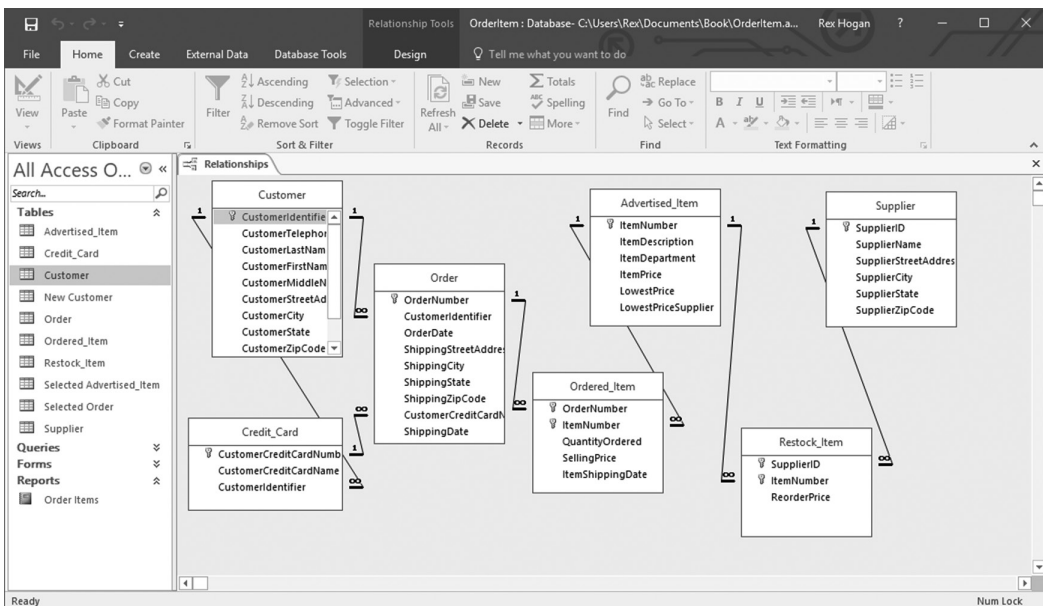 Relationship Tools OrderItem : Database- C:\Users\Rex\Documents\Book\OrderItem.a... Rex Hogan ?
File Home Create External Data Database Tools Design Tell me what you want to do
View
Paste
Cut
Copy
Format Painter
Filter
Ascending
Descending
Remove Sort
Selection
Advanced
Toggle Filter
Refresh
All
New
Save
Delete
Totals
Spelling
More
Find
Replace
Go To
Select
B I U
A
Views Clipboard Sort & Filter Records Find Text Formatting
All Access O...
Search...
Tables
Advertised_Item
Credit_Card
Customer
New Customer
Order
Ordered_Item
Restock_Item
Selected Advertised_Item
Selected Order
Supplier
Queries
Forms
Reports
Order Items
Relationships
Customer
CustomerIdentifie
CustomerTelephor
CustomerLastNam
CustomerFirstNam
CustomerMiddleN
CustomerStreetAd
CustomerCity
CustomerState
CustomerZipCode
1
1
∞
Credit_Card
CustomerCreditCardNumb
CustomerCreditCardName
CustomerIdentifier
1
∞
Order
OrderNumber
CustomerIdentifier
OrderDate
ShippingStreetAddres
ShippingCity
ShippingState
ShippingZipCode
CustomerCreditCardN
ShippingDate
1
∞
Advertised_Item
ItemNumber
ItemDescription
ItemDepartment
ItemPrice
LowestPrice
LowestPriceSupplier
1
1
Ordered_Item
OrderNumber
ItemNumber
QuantityOrdered
SellingPrice
ItemShippingDate
∞
∞
Supplier
SupplierID
SupplierName
SupplierStreetAddres
SupplierCity
SupplierState
SupplierZipCode
1
Restock_Item
SupplierID
ItemNumber
ReorderPrice
∞
∞
Ready Num Lock